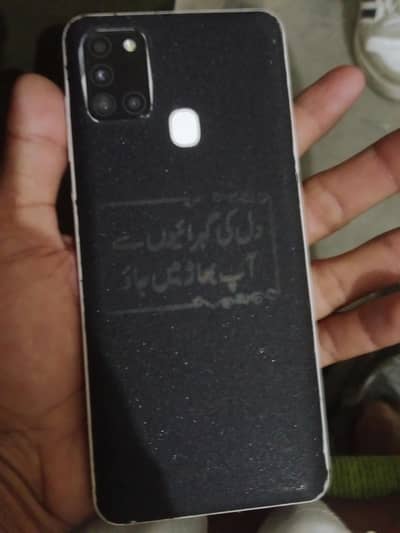 دل کی گہرائیوں سے
آپ بھاڑ میں جاؤ